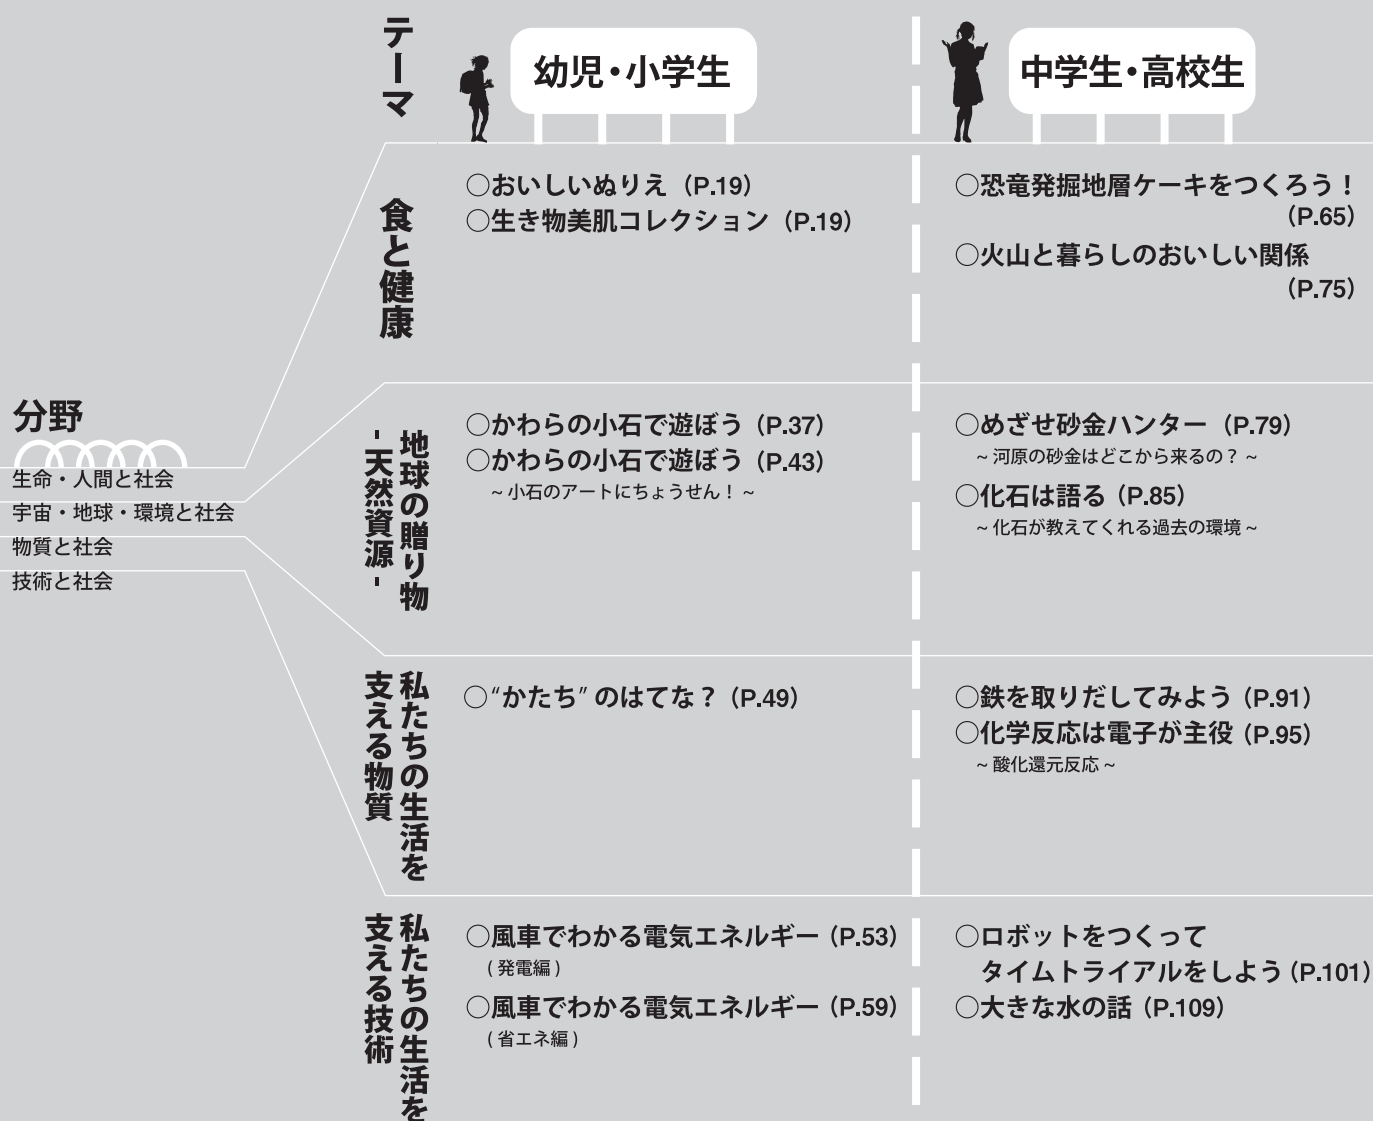 テーマ
幼児・小学生
中学生・高校生
分野
生命・人間と社会
宇宙・地球・環境と社会
物質と社会
技術と社会
食と健康
○おいしいぬりえ（P.19）
○生き物美肌コレクション（P.19）
○恐竜発掘地層ケーキをつくろう！
（P.65）
○火山と暮らしのおいしい関係
（P.75）
地球の贈り物
- 天然資源 -
○かわらの小石で遊ぼう（P.37）
○かわらの小石で遊ぼう（P.43）
~ 小石のアートにちょうせん！ ~
○めざせ砂金ハンター（P.79）
~ 河原の砂金はどこから来るの？ ~
○化石は語る（P.85）
~ 化石が教えてくれる過去の環境 ~
私たちの生活を
支える物質
○“かたち” のはてな？（P.49）
○鉄を取りだしてみよう（P.91）
○化学反応は電子が主役（P.95）
~ 酸化還元反応 ~
私たちの生活を
支える技術
○風車でわかる電気エネルギー（P.53）
( 発電編 )
○風車でわかる電気エネルギー（P.59）
( 省エネ編 )
○ロボットをつくって
タイムトライアルをしよう（P.101）
○大きな水の話（P.109）